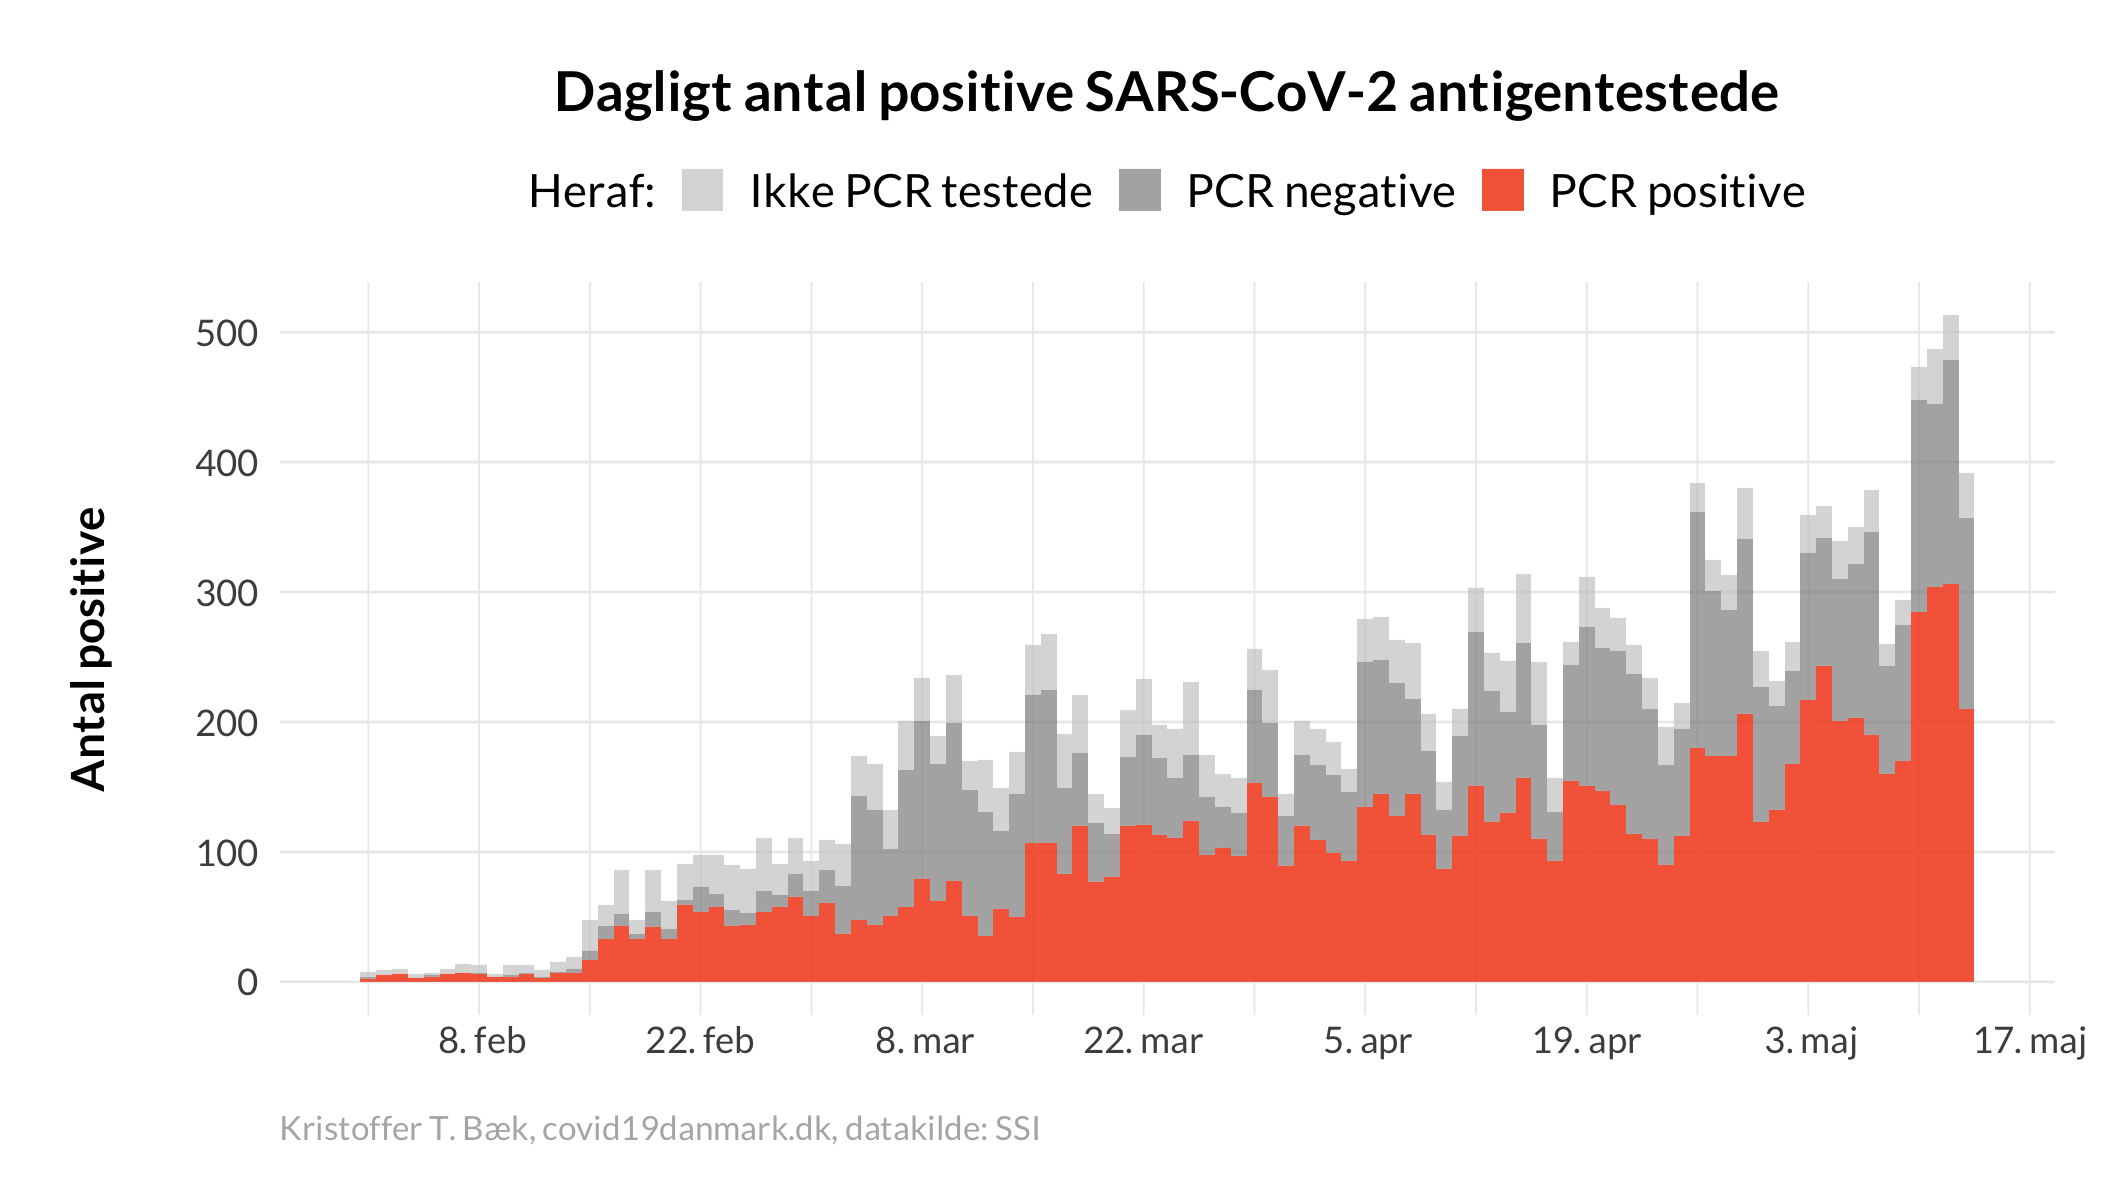 Dagligt antal positive SARS-CoV-2 antigentestede
Heraf: Ikke PCR testede PCR negative PCR positive
Antal positive
500
400
300
200
100
0
8. feb 22. feb 8. mar 22. mar 5. apr 19. apr 3. maj 17. maj
Kristoffer T. Bæk, covid19danmark.dk, datakilde: SSI